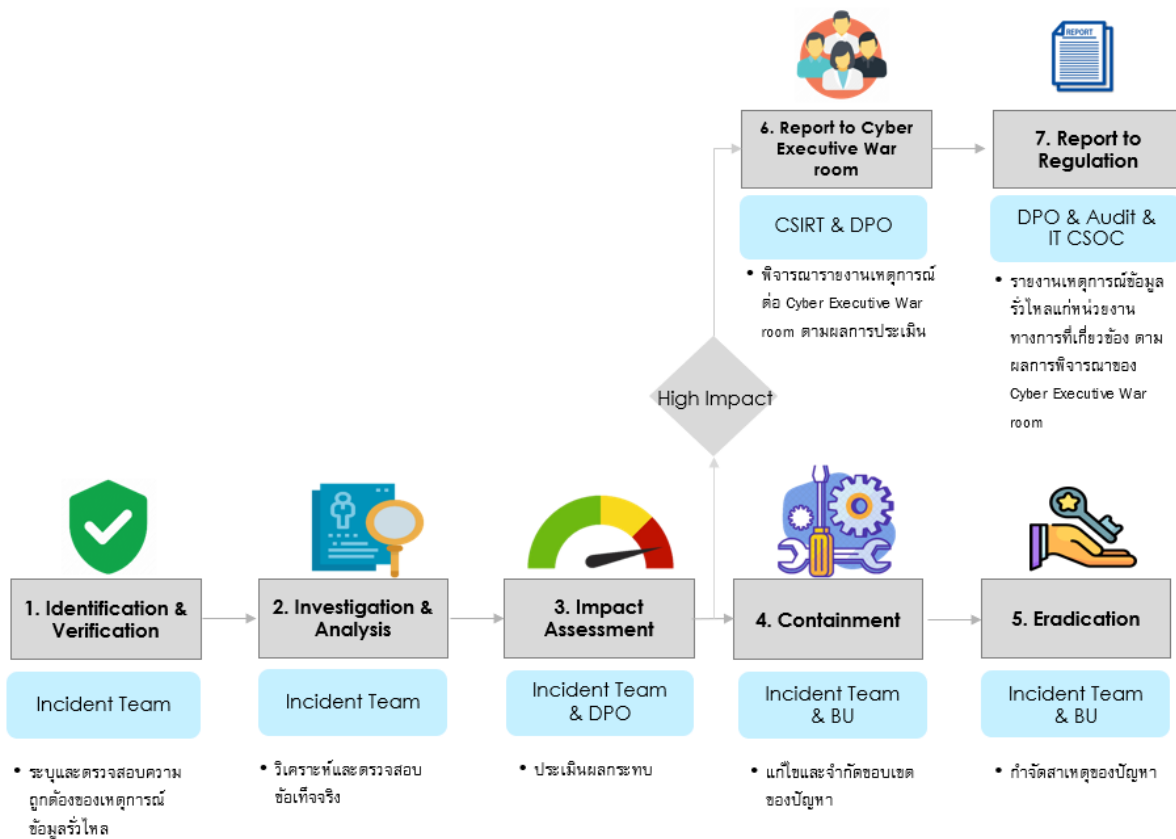 REPORT
6. Report to Cyber
Executive War
room
7. Report to
Regulation
CSIRT & DPO
DPO & Audit &
IT CSOC
• พิจารณารายงานเหตุการณ์
ต่อ Cyber Executive War
room ตามผลการประเมิน
• รายงานเหตุการณ์ข้อมูล
รั่วไหลแก่หน่วยงาน
ทางการที่เกี่ยวข้อง ตาม
ผลการพิจารณาของ
Cyber Executive War
room
High Impact
1. Identification &
Verification
2. Investigation &
Analysis
3. Impact
Assessment
4. Containment
5. Eradication
Incident Team
Incident Team
Incident Team
& DPO
Incident Team
& BU
Incident Team
& BU
• ระบุและตรวจสอบความ
ถูกต้องของเหตุการณ์
ข้อมูลรั่วไหล
• วิเคราะห์และตรวจสอบ
ข้อเท็จจริง
• ประเมินผลกระทบ
• แก้ไขและจำกัดขอบเขต
ของปัญหา
• กำจัดสาเหตุของปัญหา